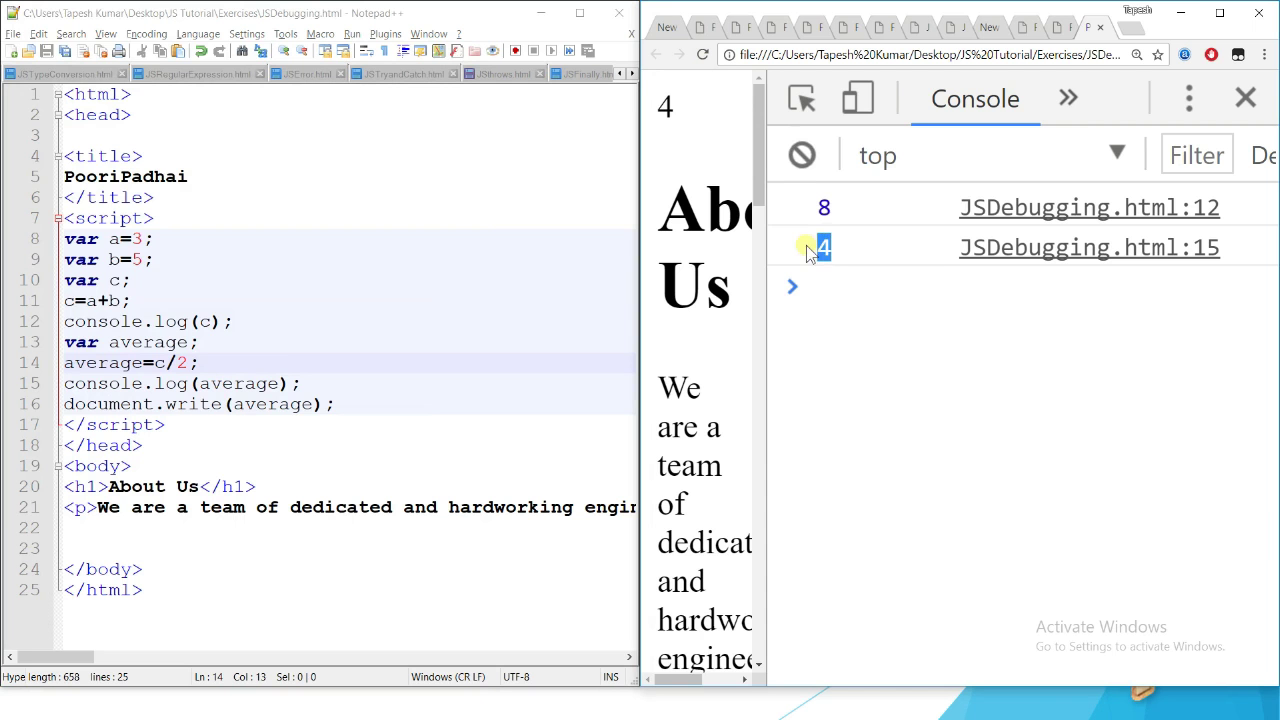 C:\Users\Tapesh Kumar\Desktop\JS Tutorial\Exercises\JSDebugging.html - Notepad++
File Edit Search View Encoding Language Settings Tools Macro Run Plugins Window ? X
JSTypeConversion.html JSRegularExpression.html JSError.html JSTryandCatch.html JSthrows.html JSFinally.htm
1 <html>
2 <head>
3
4 <title>
5 PooriPadhai
6 </title>
7 <script>
8 var a=3;
9 var b=5;
10 var c;
11 c=a+b;
12 console.log(c);
13 var average;
14 average=c/2;
15 console.log(average);
16 document.write(average);
17 </script>
18 </head>
19 <body>
20 <h1>About Us</h1>
21 <p>We are a team of dedicated and hardworking engin
22
23
24 </body>
25 </html>
Hype length: 658 lines: 25 Ln: 14 Col: 13 Sel: 0 | 0 Windows (CR LF) UTF-8 INS
Tapesh
New F F F F F J J New F F P
file:///C:/Users/Tapesh%20Kumar/Desktop/JS%20Tutorial/Exercises/JSDe...
4
Abo
Us
We
are a
team
of
dedicat
and
hardwo
enginee
Console
top Filter De
8 JSDebugging.html:12
4 JSDebugging.html:15
Activate Windows
Go to Settings to activate Windows.